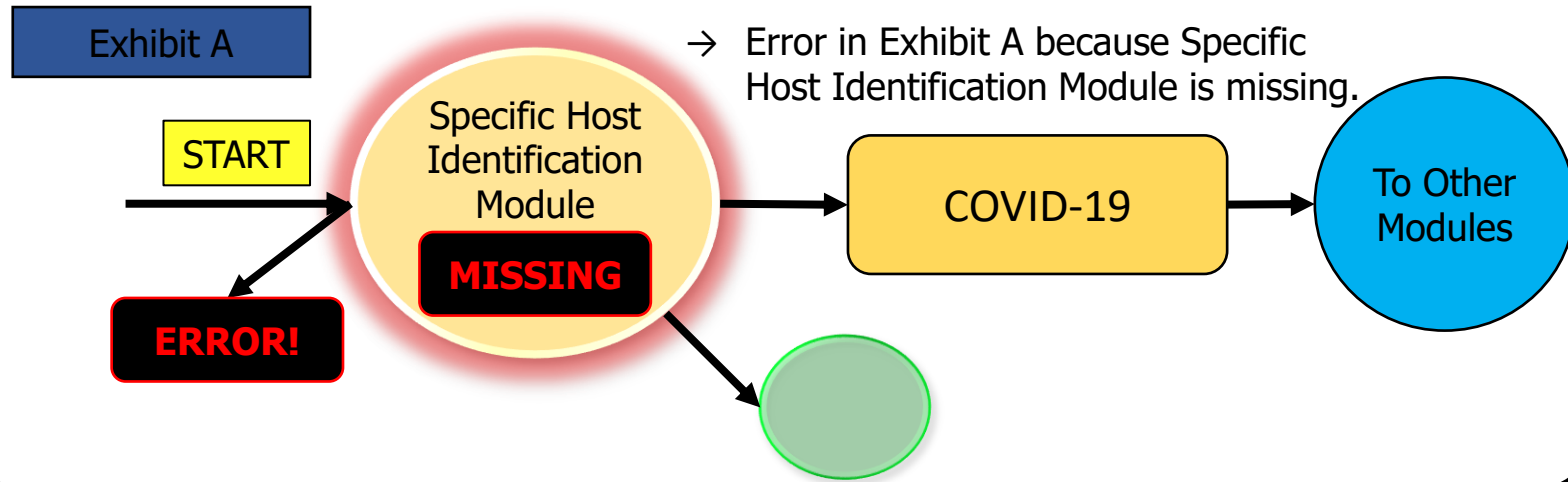 Exhibit A
→ Error in Exhibit A because Specific
Host Identification Module is missing.
START
Specific Host
Identification
Module
MISSING
ERROR!
COVID-19
To Other
Modules